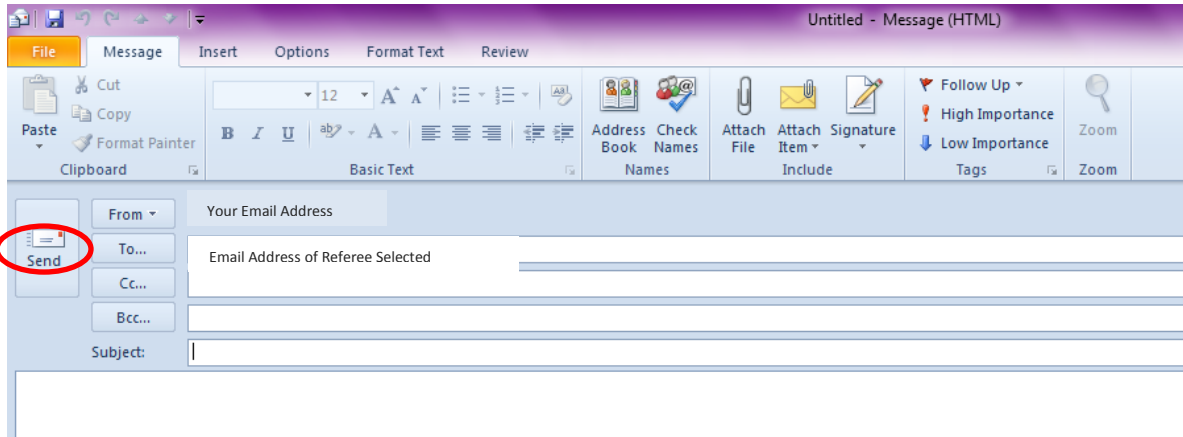 Untitled - Message (HTML)
File Message Insert Options Format Text Review
Cut
Copy
Format Painter
Paste
Clipboard
12
A A
B I U ab A
Aa
Basic Text
Address Book
Check Names
Names
Attach File
Attach Item
Signature
Include
Follow Up
High Importance
Low Importance
Tags
Zoom
Zoom
Send
From
Your Email Address
To...
Email Address of Referee Selected
Cc...
Bcc...
Subject: